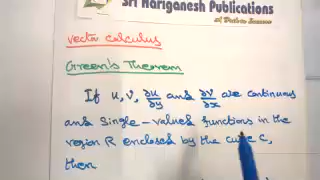 Sri Hariganesh Publications
vector calculus
Green's Theorem
If u, v, ∂u/∂y and ∂v/∂x are continuous
and single-valued functions in the
region R enclosed by the curve C,
then